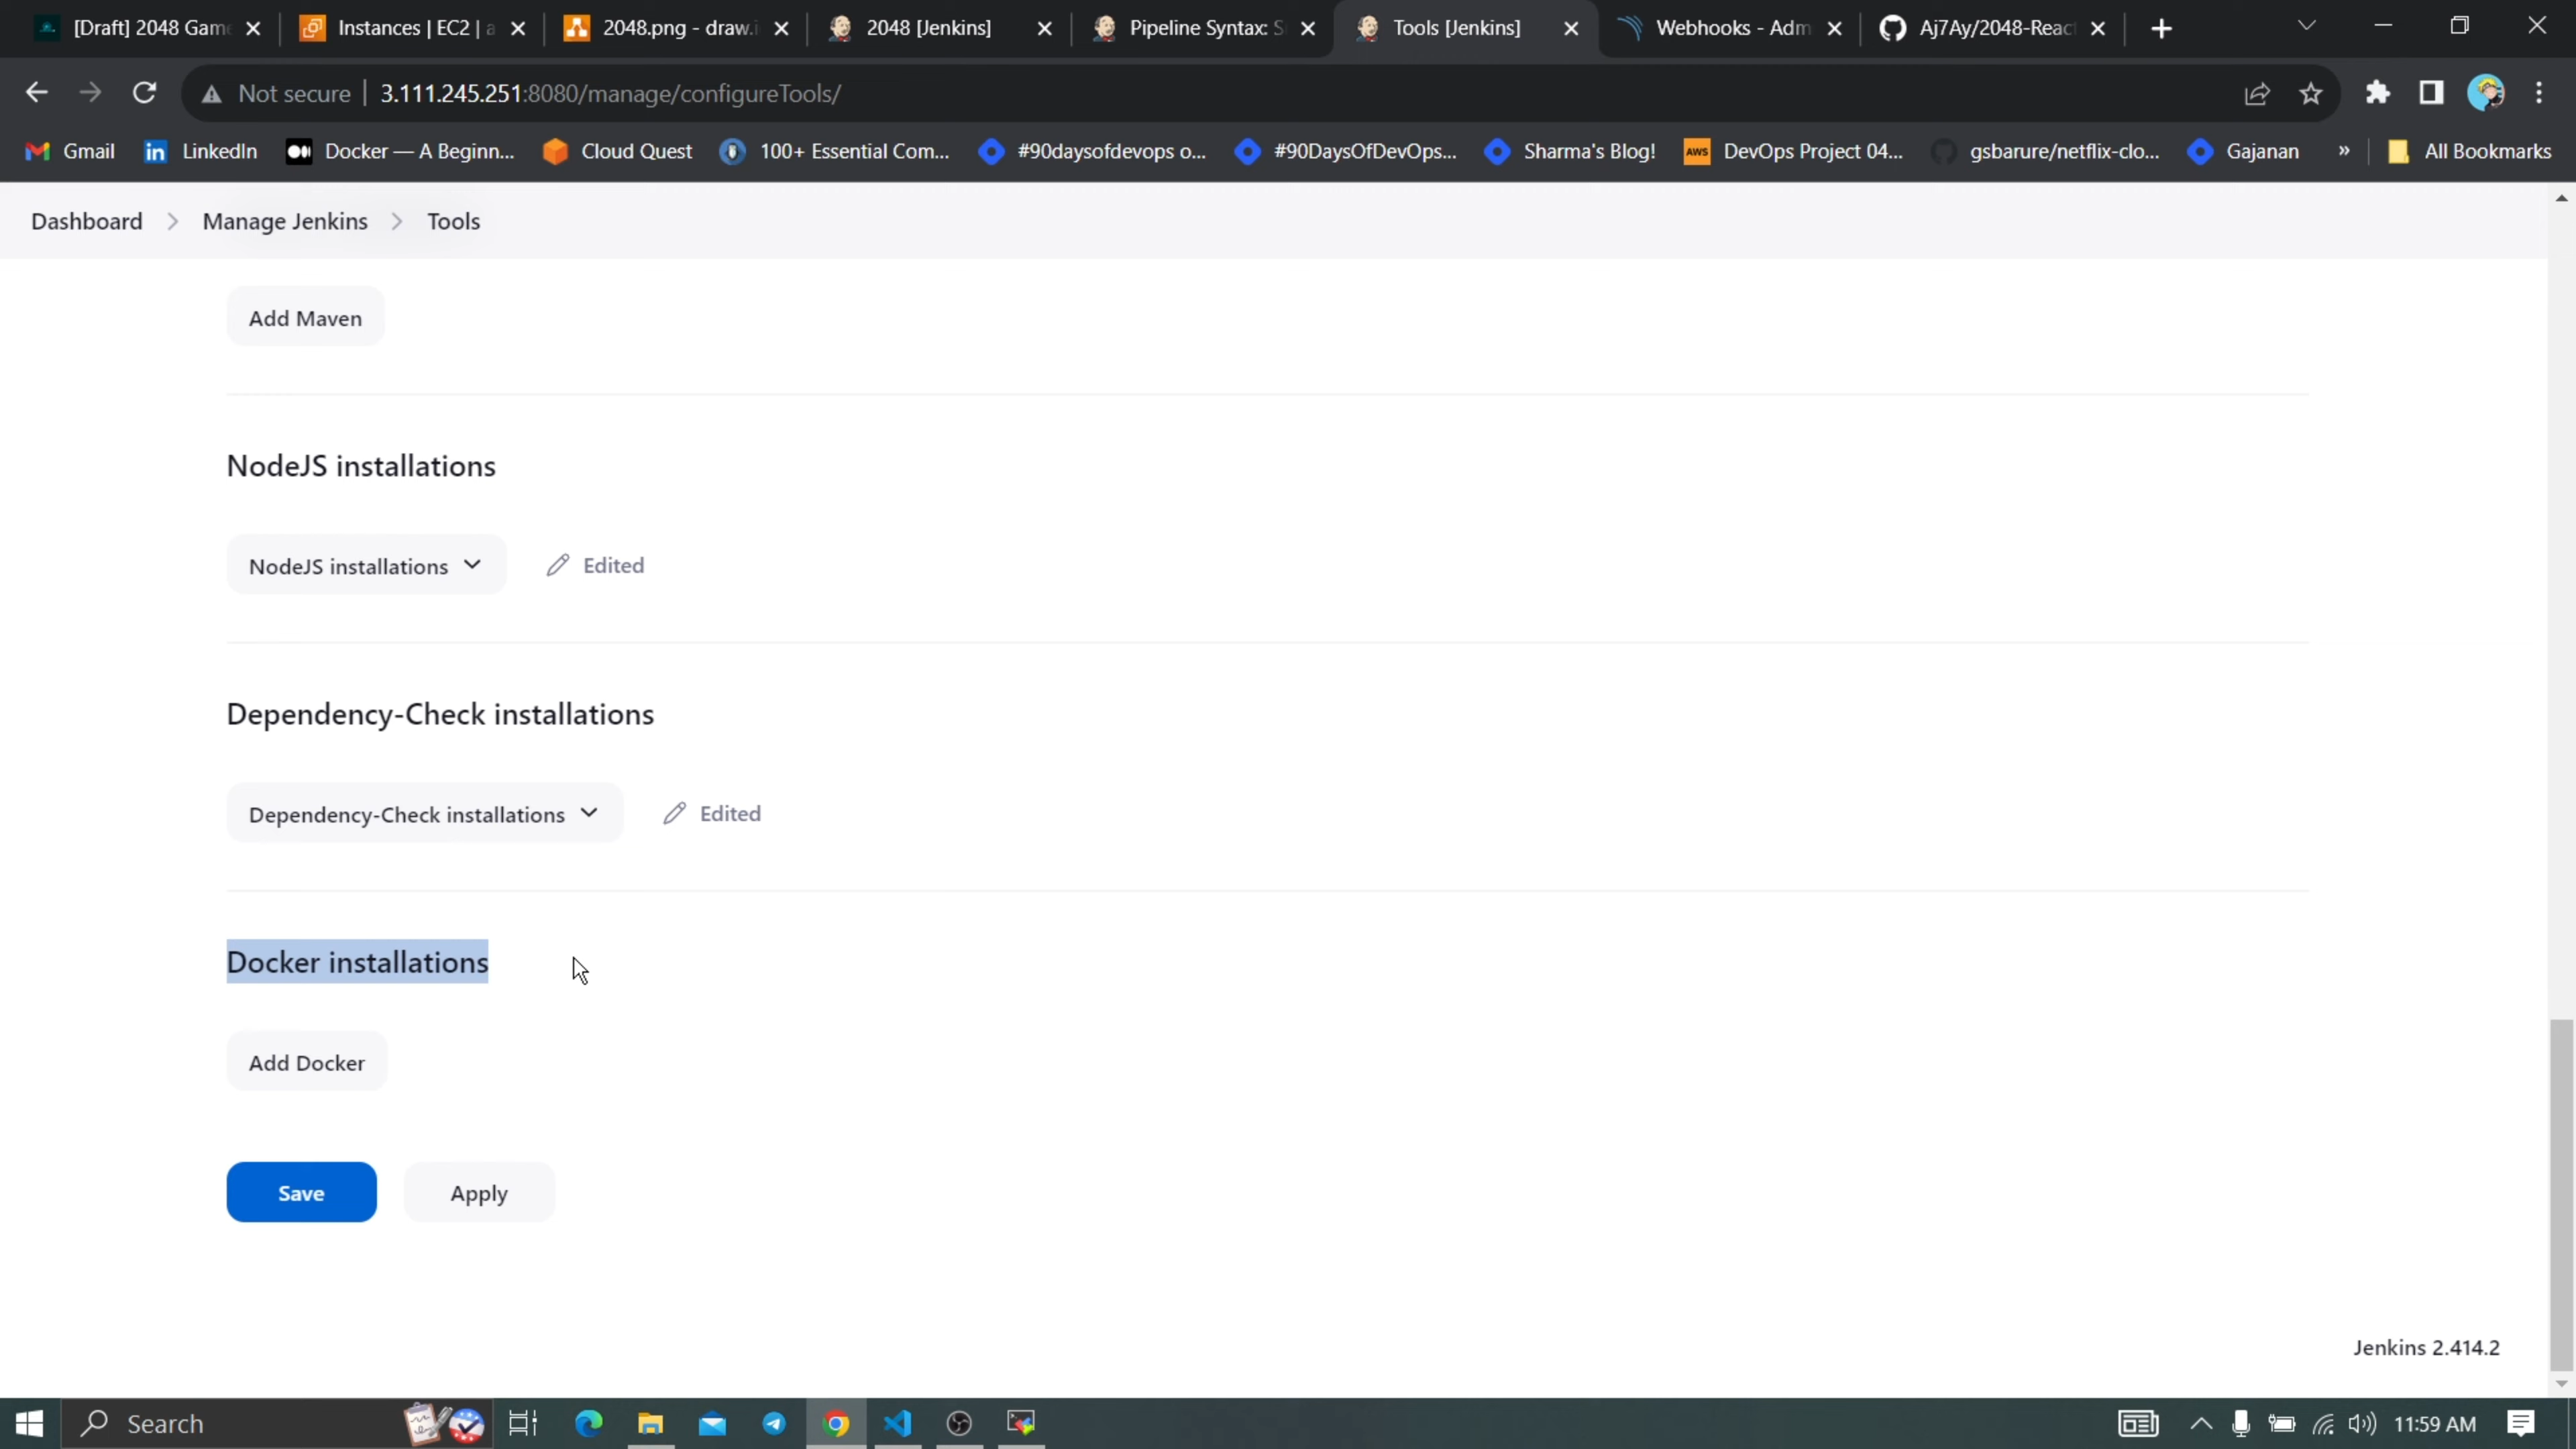 [Draft] 2048 Game
Instances | EC2 | a
2048.png - draw.i
2048 [Jenkins]
Pipeline Syntax: S
Tools [Jenkins]
Webhooks - Adm
Aj7Ay/2048-React
Not secure
3.111.245.251:8080/manage/configureTools/
Gmail
LinkedIn
Docker — A Beginn...
Cloud Quest
100+ Essential Com...
#90daysofdevops o...
#90DaysOfDevOps...
Sharma's Blog!
aws
DevOps Project 04...
gsbarure/netflix-clo...
Gajanan
»
All Bookmarks
Dashboard
Manage Jenkins
Tools
Add Maven
NodeJS installations
NodeJS installations
Edited
Dependency-Check installations
Dependency-Check installations
Edited
Docker installations
Add Docker
Save
Apply
Jenkins 2.414.2
Search
11:59 AM